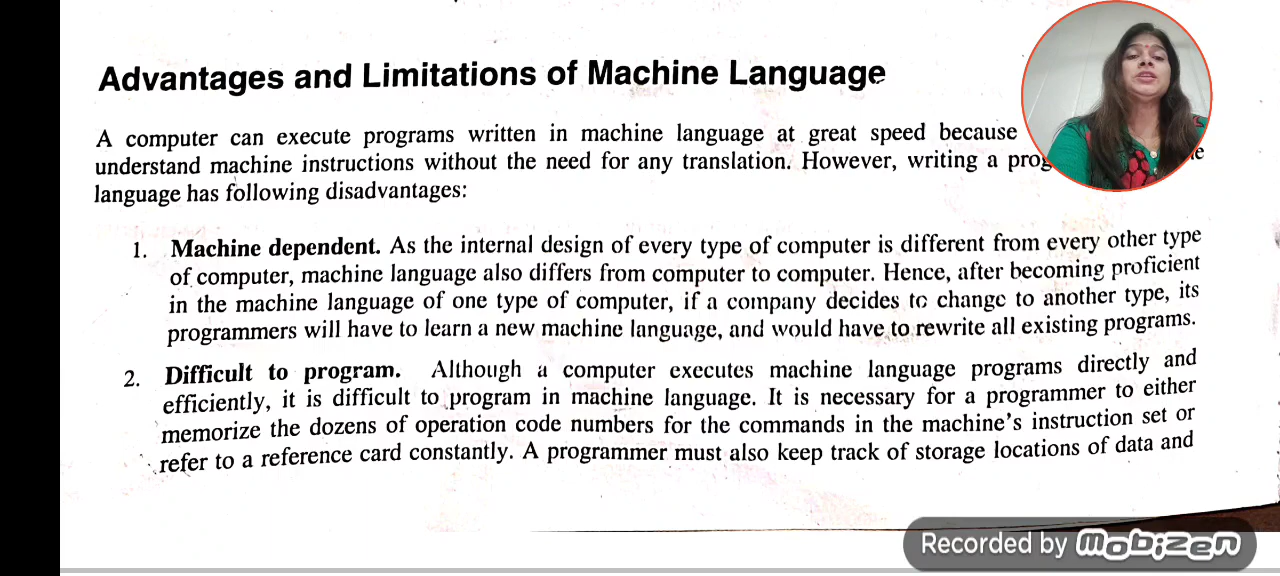 Advantages and Limitations of Machine Language
A computer can execute programs written in machine language at great speed because
understand machine instructions without the need for any translation. However, writing a prog
language has following disadvantages:
1. Machine dependent. As the internal design of every type of computer is different from every other type
of computer, machine language also differs from computer to computer. Hence, after becoming proficient
in the machine language of one type of computer, if a company decides to change to another type, its
programmers will have to learn a new machine language, and would have to rewrite all existing programs.
2. Difficult to program. Although a computer executes machine language programs directly and
efficiently, it is difficult to program in machine language. It is necessary for a programmer to either
memorize the dozens of operation code numbers for the commands in the machine's instruction set or
refer to a reference card constantly. A programmer must also keep track of storage locations of data and
Recorded by Mobizen